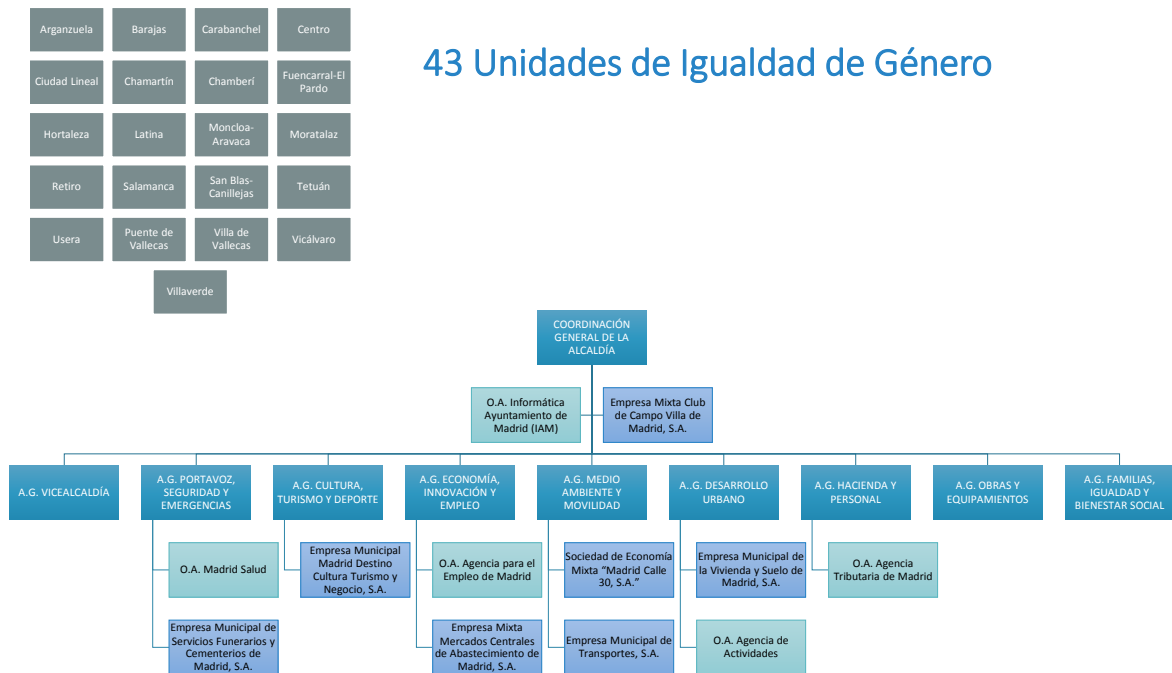 Arganzuela
Barajas
Carabanchel
Centro
43 Unidades de Igualdad de Género
Ciudad Lineal
Chamartín
Chamberí
Fuencarral-El
Pardo
Hortaleza
Latina
Moncloa-
Aravaca
Moratalaz
Retiro
Salamanca
San Blas-
Canillejas
Tetuán
Usera
Puente de
Vallecas
Villa de
Vallecas
Vicálvaro
Villaverde
COORDINACIÓN
GENERAL DE LA
ALCALDÍA
O.A. Informática
Ayuntamiento de
Madrid (IAM)
Empresa Mixta Club
de Campo Villa de
Madrid, S.A.
A.G. VICEALCALDÍA
A.G. PORTAVOZ,
SEGURIDAD Y
EMERGENCIAS
A.G. CULTURA,
TURISMO Y DEPORTE
A.G. ECONOMÍA,
INNOVACIÓN Y
EMPLEO
A.G. MEDIO
AMBIENTE Y
MOVILIDAD
A..G. DESARROLLO
URBANO
A.G. HACIENDA Y
PERSONAL
A.G. OBRAS Y
EQUIPAMIENTOS
A.G. FAMILIAS,
IGUALDAD Y
BIENESTAR SOCIAL
O.A. Madrid Salud
Empresa Municipal
Madrid Destino
Cultura Turismo y
Negocio, S.A.
O.A. Agencia para el
Empleo de Madrid
Sociedad de Economía
Mixta “Madrid Calle
30, S.A.”
Empresa Municipal de
la Vivienda y Suelo de
Madrid, S.A.
O.A. Agencia
Tributaria de Madrid
Empresa Municipal de
Servicios Funerarios y
Cementerios de
Madrid, S.A.
Empresa Mixta
Mercados Centrales
de Abastecimiento de
Madrid, S.A.
Empresa Municipal de
Transportes, S.A.
O.A. Agencia de
Actividades